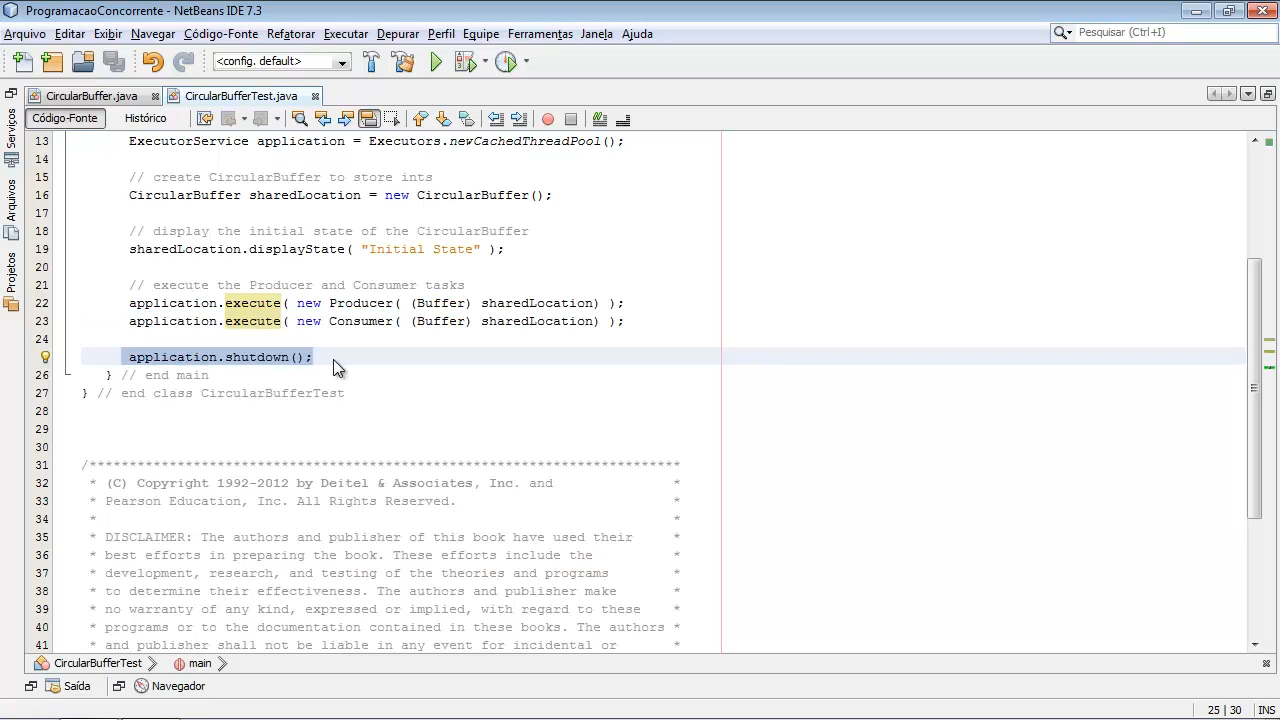 ProgramacaoConcorrente - NetBeans IDE 7.3
Arquivo Editar Exibir Navegar Código-Fonte Refatorar Executar Depurar Perfil Equipe Ferramentas Janela Ajuda
Pesquisar (Ctrl+I)
<config. default>
CircularBuffer.java
CircularBufferTest.java
Código-Fonte
Histórico
Serviços
Arquivos
Projetos
13 ExecutorService application = Executors.newCachedThreadPool();
14
15 // create CircularBuffer to store ints
16 CircularBuffer sharedLocation = new CircularBuffer();
17
18 // display the initial state of the CircularBuffer
19 sharedLocation.displayState( "Initial State" );
20
21 // execute the Producer and Consumer tasks
22 application.execute( new Producer( (Buffer) sharedLocation) );
23 application.execute( new Consumer( (Buffer) sharedLocation) );
24
application.shutdown();
26 } // end main
27 } // end class CircularBufferTest
28
29
30
31 /**************************************************************************
32 * (C) Copyright 1992-2012 by Deitel & Associates, Inc. and *
33 * Pearson Education, Inc. All Rights Reserved. *
34 * *
35 * DISCLAIMER: The authors and publisher of this book have used their *
36 * best efforts in preparing the book. These efforts include the *
37 * development, research, and testing of the theories and programs *
38 * to determine their effectiveness. The authors and publisher make *
39 * no warranty of any kind, expressed or implied, with regard to these *
40 * programs or to the documentation contained in these books. The authors *
41 * and publisher shall not be liable in any event for incidental or *
CircularBufferTest main
Saída Navegador
25 | 30 INS